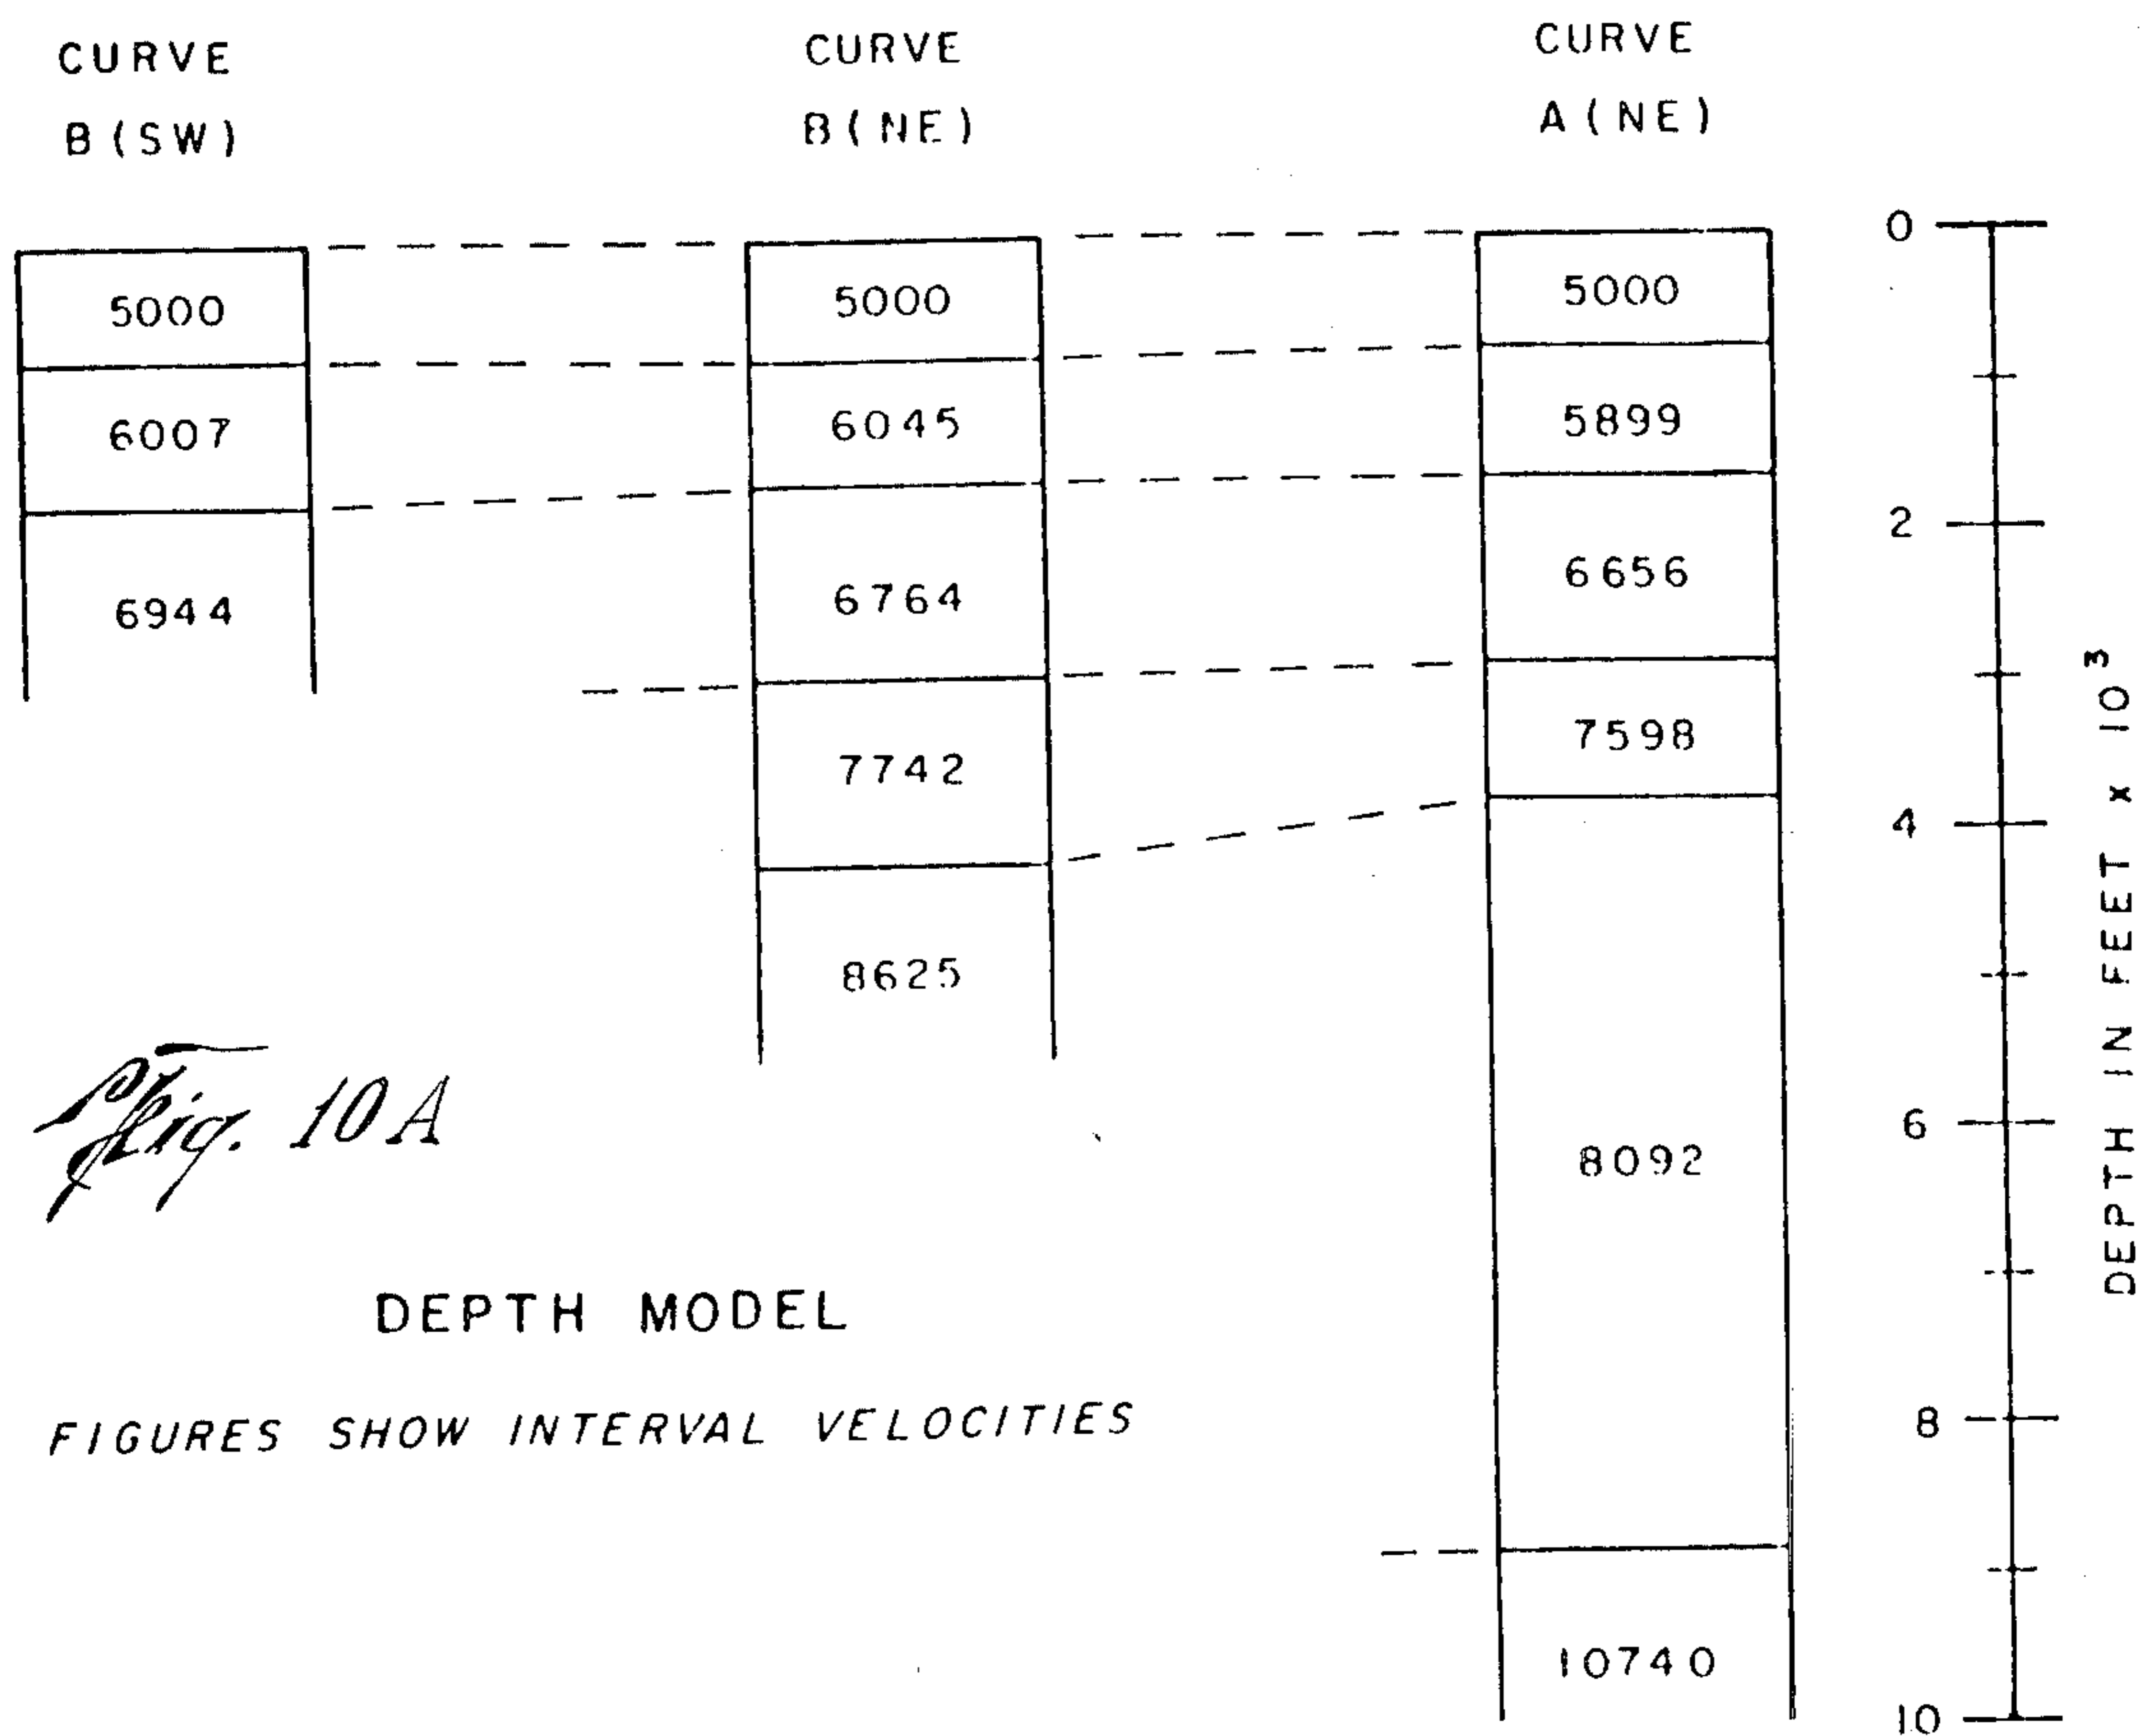 CURVE
B (SW)
5000
6007
6944
CURVE
B (NE)
5000
6045
6764
7742
8625
CURVE
A (NE)
5000
5899
6656
7598
8092
10740
0
2
4
6
8
10
DEPTH IN FEET x 10³
Fig. 10A
DEPTH MODEL
FIGURES SHOW INTERVAL VELOCITIES